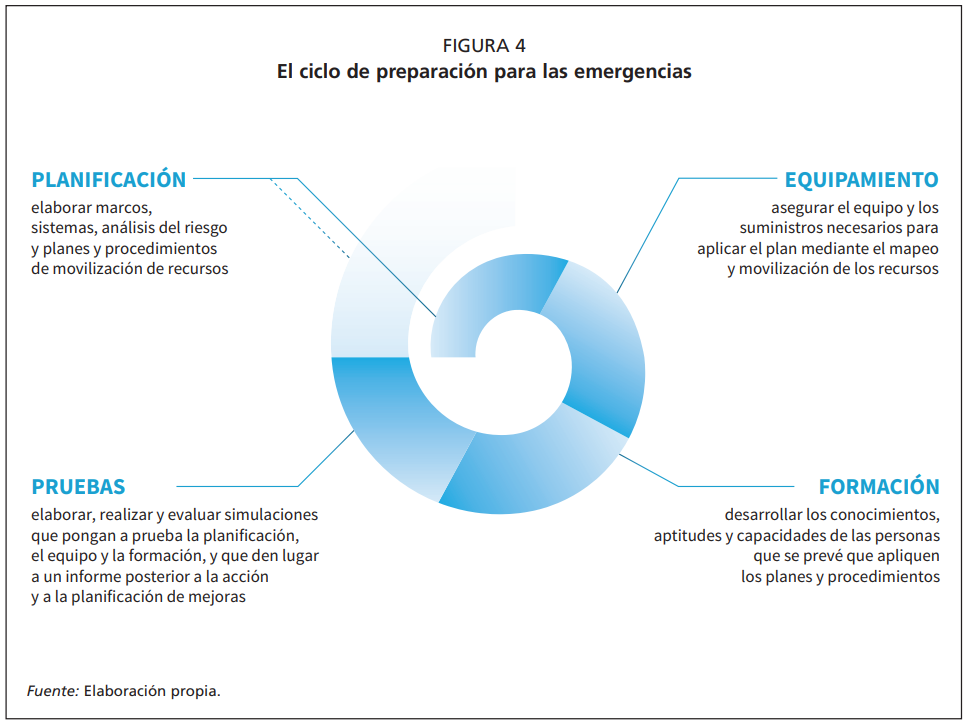 FIGURA 4
El ciclo de preparación para las emergencias
PLANIFICACIÓN
elaborar marcos,
sistemas, análisis del riesgo
y planes y procedimientos
de movilización de recursos
EQUIPAMIENTO
asegurar el equipo y los
suministros necesarios para
aplicar el plan mediante el mapeo
y movilización de los recursos
PRUEBAS
elaborar, realizar y evaluar simulaciones
que pongan a prueba la planificación,
el equipo y la formación, y que den lugar
a un informe posterior a la acción
y a la planificación de mejoras
FORMACIÓN
desarrollar los conocimientos,
aptitudes y capacidades de las personas
que se prevé que apliquen
los planes y procedimientos
Fuente: Elaboración propia.